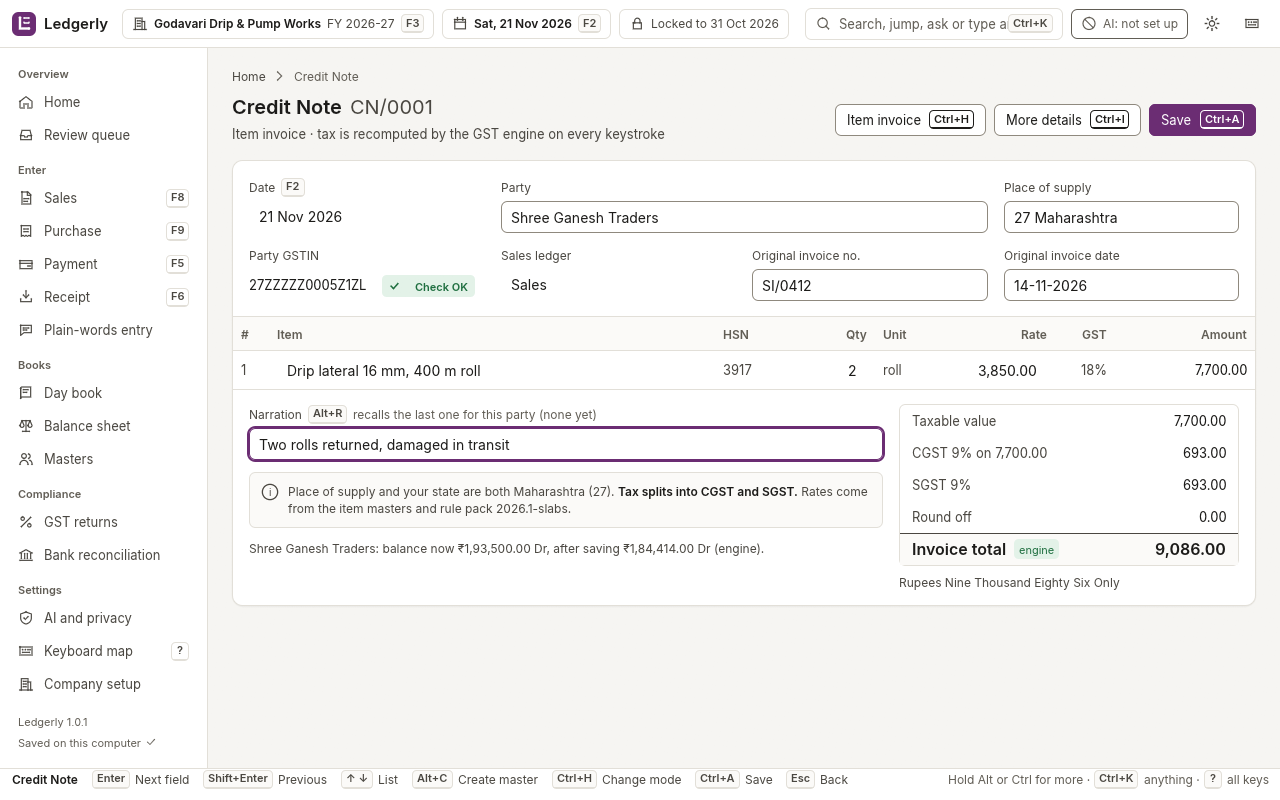 Ledgerly
Godavari Drip & Pump Works FY 2026-27 F3
Sat, 21 Nov 2026 F2
Locked to 31 Oct 2026
Search, jump, ask or type a Ctrl+K
AI: not set up
Overview
Home
Review queue
Enter
Sales F8
Purchase F9
Payment F5
Receipt F6
Plain-words entry
Books
Day book
Balance sheet
Masters
Compliance
GST returns
Bank reconciliation
Settings
AI and privacy
Keyboard map ?
Company setup
Ledgerly 1.0.1
Saved on this computer
Home Credit Note
Credit Note CN/0001
Item invoice · tax is recomputed by the GST engine on every keystroke
Item invoice Ctrl+H
More details Ctrl+I
Save Ctrl+A
Date F2
21 Nov 2026
Party
Shree Ganesh Traders
Place of supply
27 Maharashtra
Party GSTIN
27ZZZZZ0005Z1ZL Check OK
Sales ledger
Sales
Original invoice no.
SI/0412
Original invoice date
14-11-2026
# Item HSN Qty Unit Rate GST Amount
1 Drip lateral 16 mm, 400 m roll 3917 2 roll 3,850.00 18% 7,700.00
Narration Alt+R recalls the last one for this party (none yet)
Two rolls returned, damaged in transit
Place of supply and your state are both Maharashtra (27). Tax splits into CGST and SGST. Rates come
from the item masters and rule pack 2026.1-slabs.
Shree Ganesh Traders: balance now ₹1,93,500.00 Dr, after saving ₹1,84,414.00 Dr (engine).
Taxable value 7,700.00
CGST 9% on 7,700.00 693.00
SGST 9% 693.00
Round off 0.00
Invoice total engine 9,086.00
Rupees Nine Thousand Eighty Six Only
Credit Note Enter Next field Shift+Enter Previous ↑ ↓ List Alt+C Create master Ctrl+H Change mode Ctrl+A Save Esc Back
Hold Alt or Ctrl for more · Ctrl+K anything · ? all keys